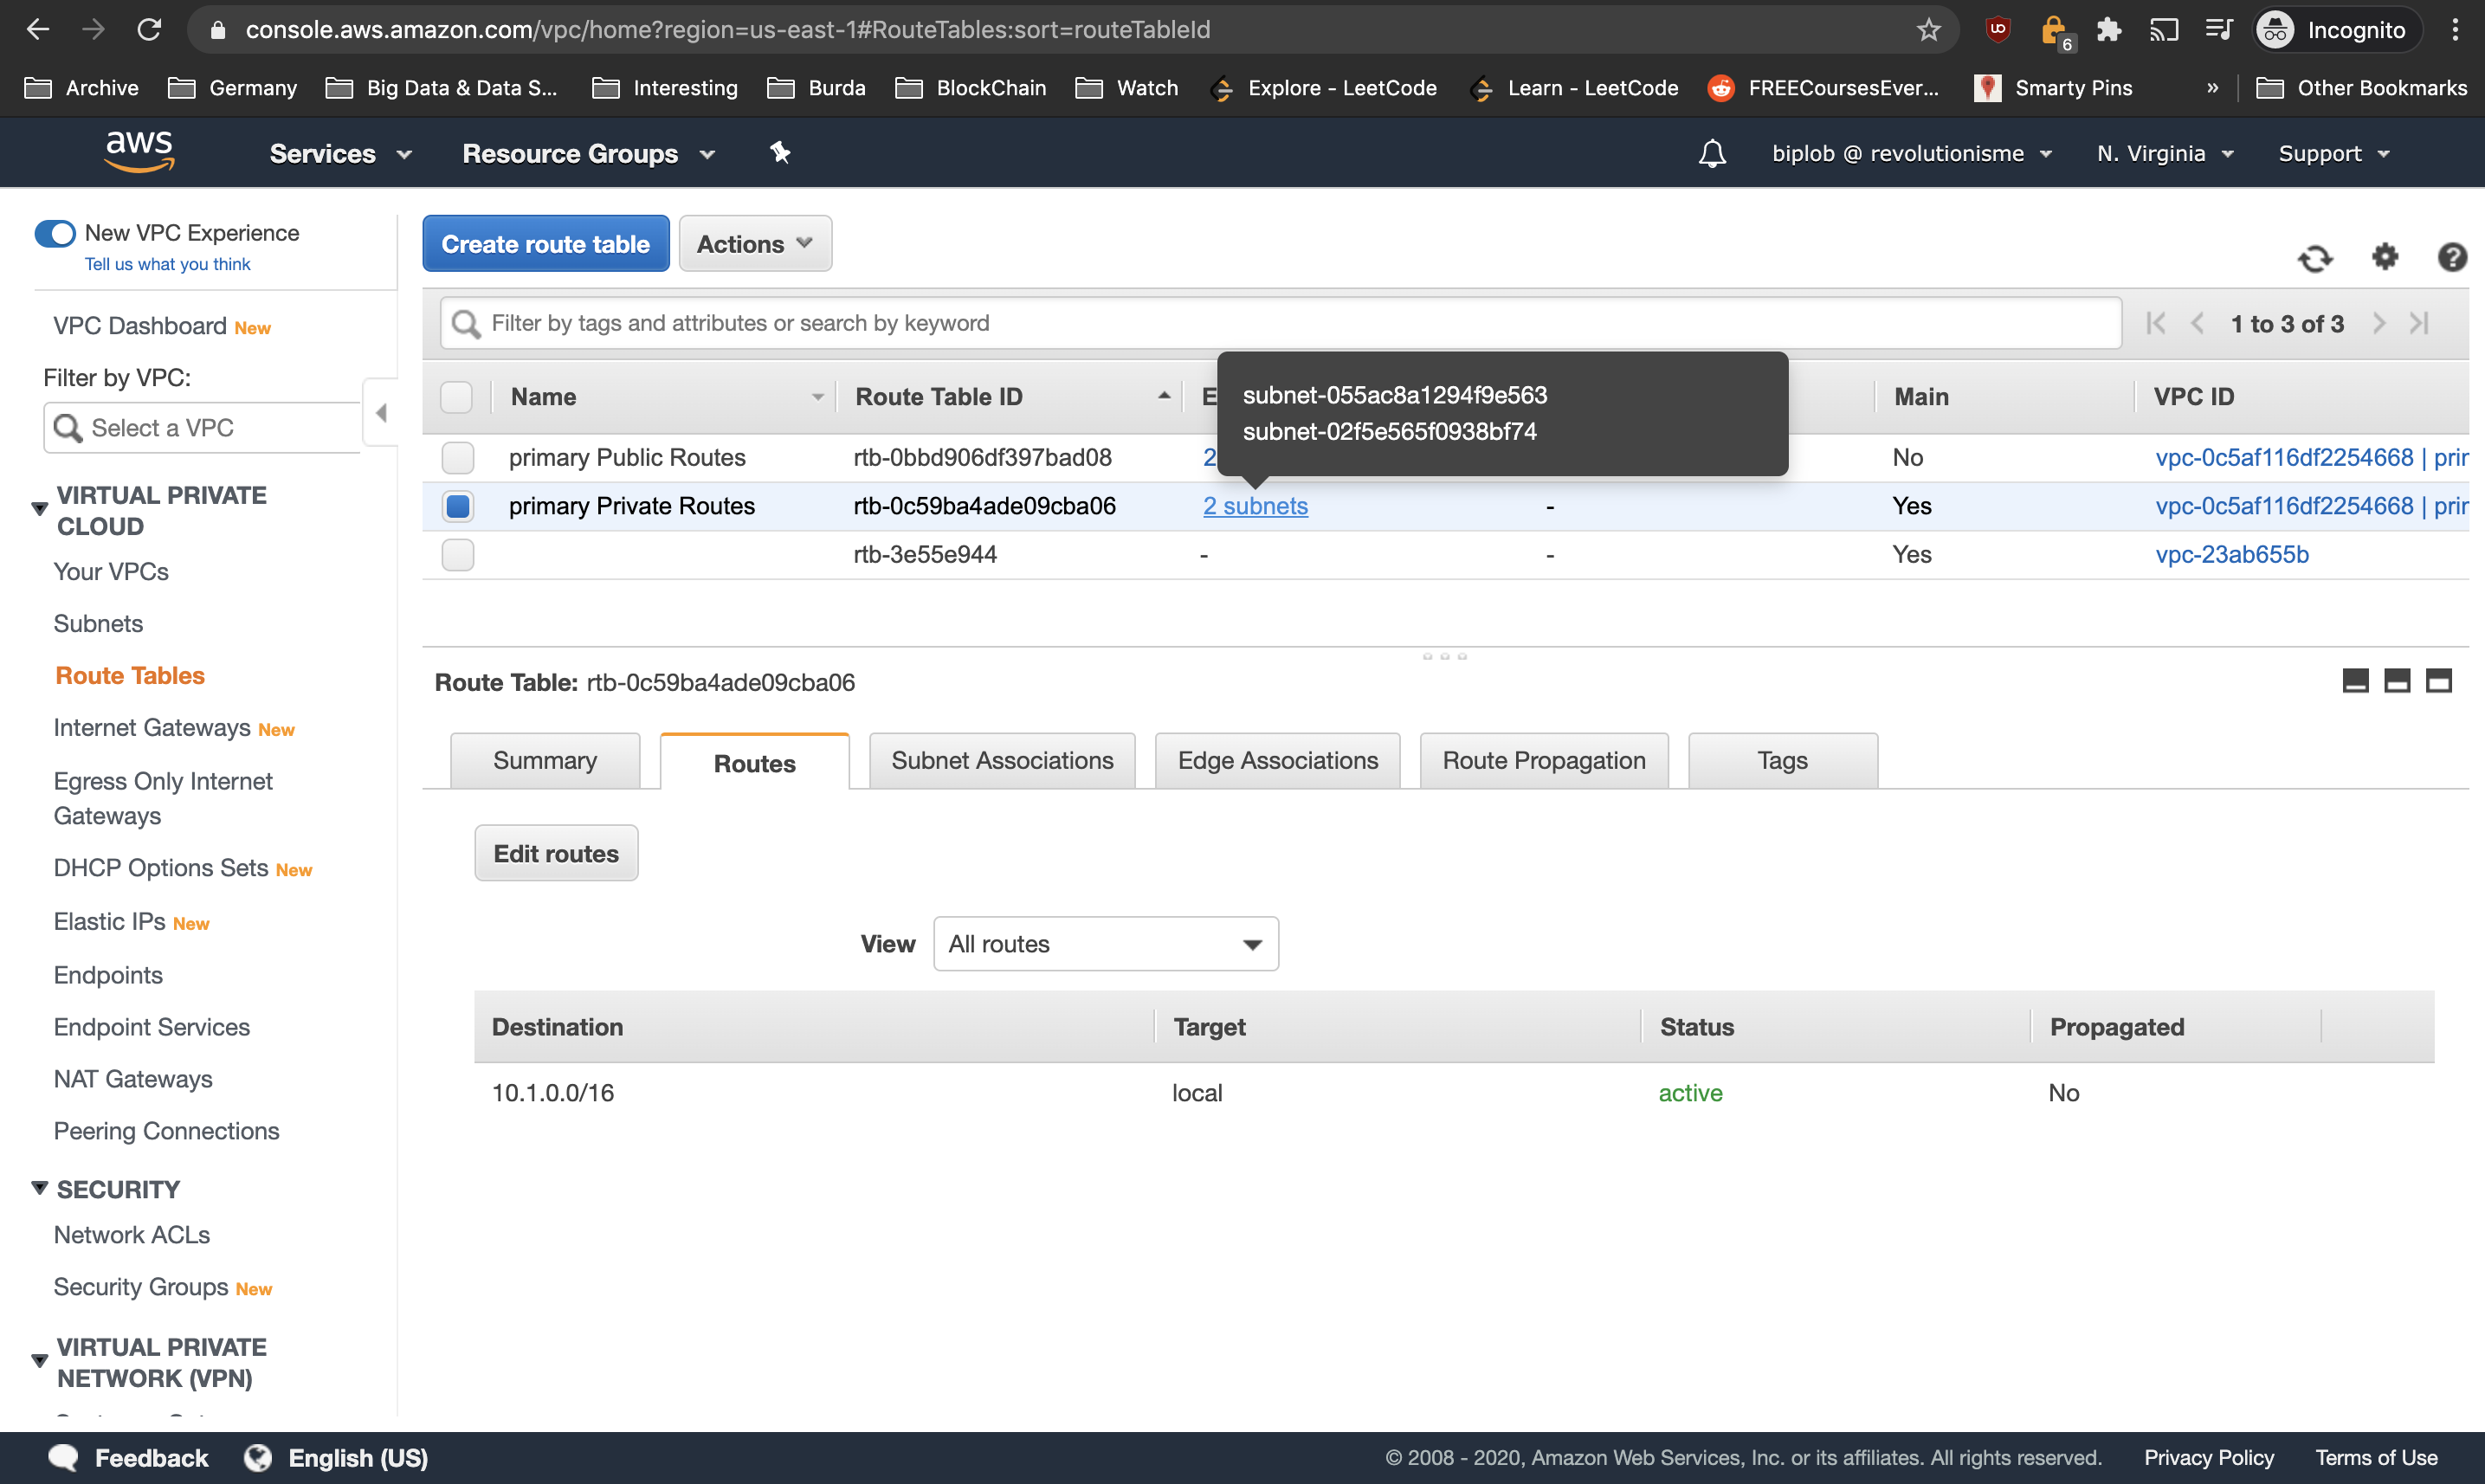 console.aws.amazon.com/vpc/home?region=us-east-1#RouteTables:sort=routeTableId
6
Incognito
Archive
Germany
Big Data & Data S...
Interesting
Burda
BlockChain
Watch
Explore - LeetCode
Learn - LeetCode
FREECoursesEver...
Smarty Pins
»
Other Bookmarks
aws
Services
Resource Groups
biplob @ revolutionisme
N. Virginia
Support
New VPC Experience
Tell us what you think
VPC Dashboard New
Filter by VPC:
Select a VPC
VIRTUAL PRIVATE
CLOUD
Your VPCs
Subnets
Route Tables
Internet Gateways New
Egress Only Internet
Gateways
DHCP Options Sets New
Elastic IPs New
Endpoints
Endpoint Services
NAT Gateways
Peering Connections
SECURITY
Network ACLs
Security Groups New
VIRTUAL PRIVATE
NETWORK (VPN)
Create route table
Actions
Filter by tags and attributes or search by keyword
1 to 3 of 3
Name Route Table ID E Main VPC ID
subnet-055ac8a1294f9e563
subnet-02f5e565f0938bf74
primary Public Routes rtb-0bbd906df397bad08 2 No vpc-0c5af116df2254668 | prir
primary Private Routes rtb-0c59ba4ade09cba06 2 subnets - Yes vpc-0c5af116df2254668 | prir
rtb-3e55e944 - - Yes vpc-23ab655b
Route Table: rtb-0c59ba4ade09cba06
Summary
Routes
Subnet Associations
Edge Associations
Route Propagation
Tags
Edit routes
View All routes
Destination Target Status Propagated
10.1.0.0/16 local active No
Feedback
English (US)
© 2008 - 2020, Amazon Web Services, Inc. or its affiliates. All rights reserved.
Privacy Policy
Terms of Use